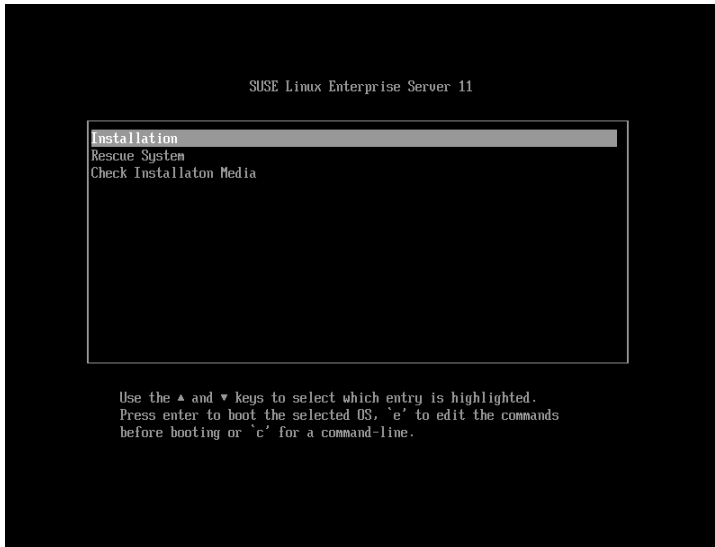 SUSE Linux Enterprise Server 11
Installation
Rescue System
Check Installaton Media
Use the ▲ and ▼ keys to select which entry is highlighted.
Press enter to boot the selected OS, `e' to edit the commands
before booting or `c' for a command-line.